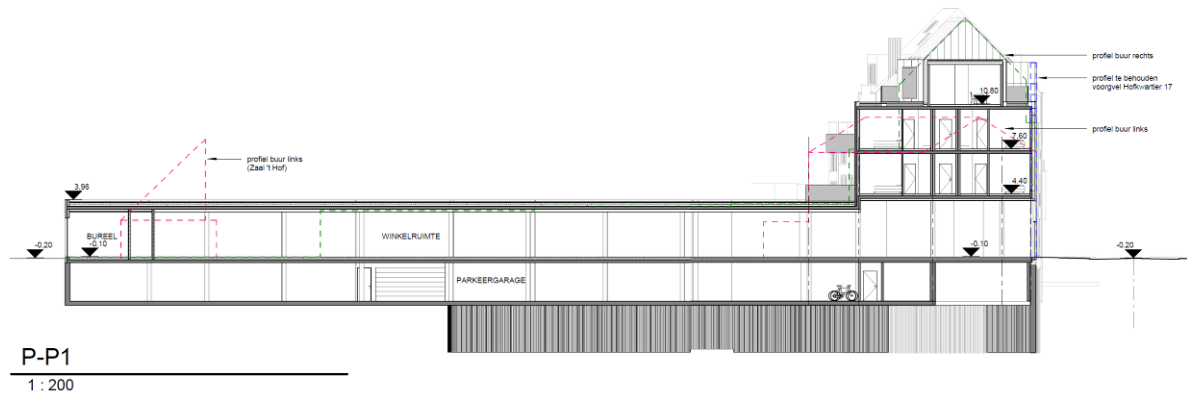 profiel buur rechts
profiel te behouden
voorgvel Hofkwartier 17
10.80
profiel buur links
7.60
profiel buur links
(Zaal 't Hof)
4.40
3.96
BUREEL
WINKELRUIMTE
-0.20
-0.10
-0.10
-0.20
PARKEERGARAGE
P-P1
1 : 200